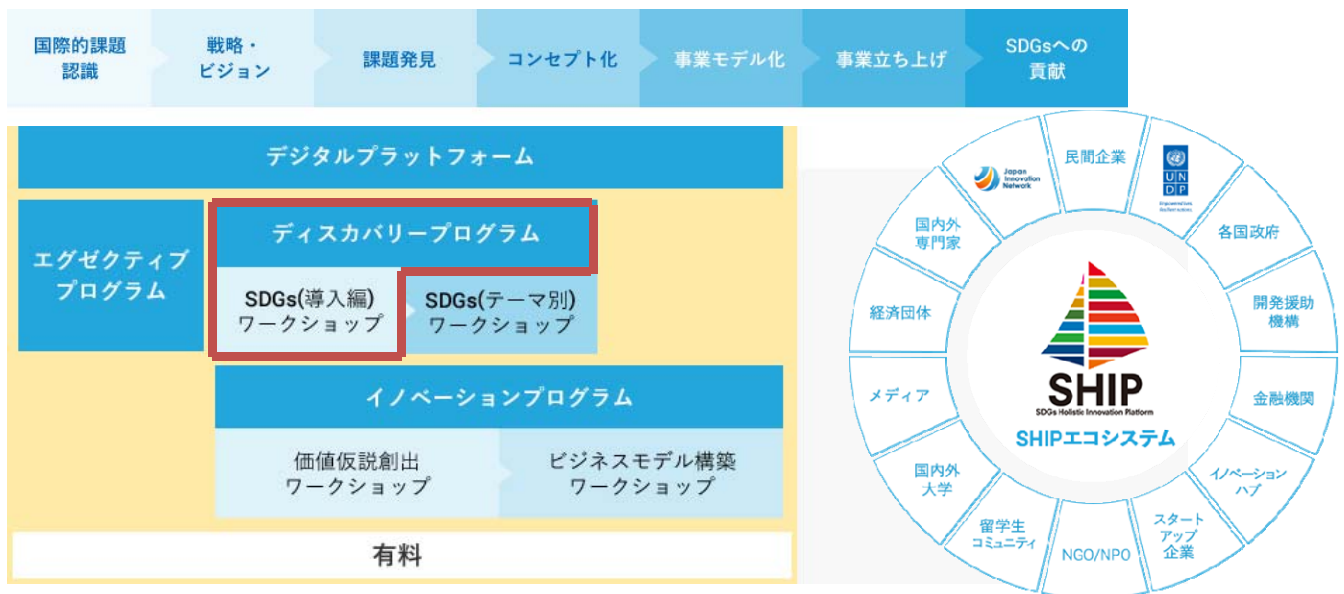 国際的課題
認識
戦略・
ビジョン
課題発見
コンセプト化
事業モデル化
事業立ち上げ
SDGsへの
貢献
デジタルプラットフォーム
エグゼクティブ
プログラム
ディスカバリープログラム
SDGs(導入編)
ワークショップ
SDGs(テーマ別)
ワークショップ
イノベーションプログラム
価値仮説創出
ワークショップ
ビジネスモデル構築
ワークショップ
有料
民間企業
U N
D P
各国政府
開発援助
機構
金融機関
イノベーション
ハブ
スタート
アップ
企業
NGO/NPO
留学生
コミュニティ
国内外
大学
メディア
経済団体
国内外
専門家
Japan
Innovation
Network
SHIP
SDGs Holistic Innovation Platform
SHIPエコシステム